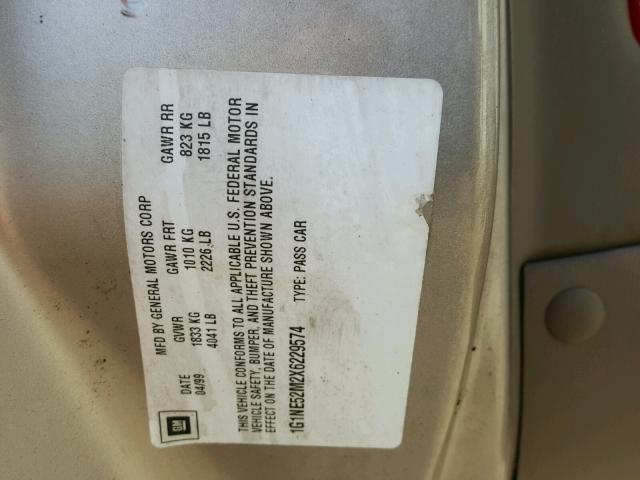 GM
MFD BY GENERAL MOTORS CORP
DATE GVWR GAWR FRT GAWR RR
04/99 1833 KG 1010 KG 823 KG
4041 LB 2226 LB 1815 LB
THIS VEHICLE CONFORMS TO ALL APPLICABLE U.S. FEDERAL MOTOR
VEHICLE SAFETY, BUMPER, AND THEFT PREVENTION STANDARDS IN
EFFECT ON THE DATE OF MANUFACTURE SHOWN ABOVE.
1G1NE52M2X6229574 TYPE: PASS CAR